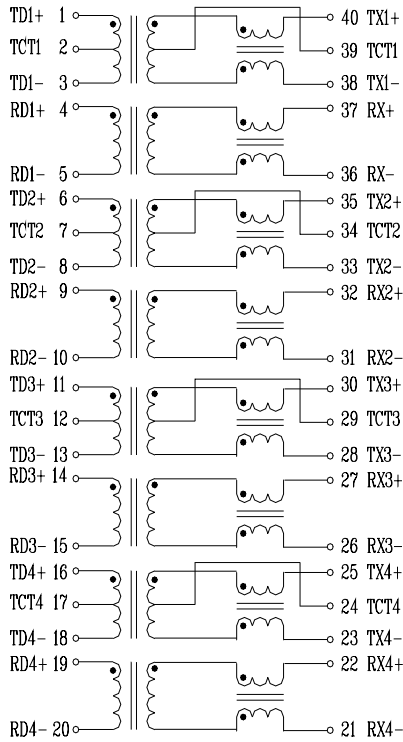 TD1+ 1 40 TX1+
TCT1 2 39 TCT1
TD1- 3 38 TX1-
RD1+ 4 37 RX+
RD1- 5 36 RX-
TD2+ 6 35 TX2+
TCT2 7 34 TCT2
TD2- 8 33 TX2-
RD2+ 9 32 RX2+
RD2- 10 31 RX2-
TD3+ 11 30 TX3+
TCT3 12 29 TCT3
TD3- 13 28 TX3-
RD3+ 14 27 RX3+
RD3- 15 26 RX3-
TD4+ 16 25 TX4+
TCT4 17 24 TCT4
TD4- 18 23 TX4-
RD4+ 19 22 RX4+
RD4- 20 21 RX4-